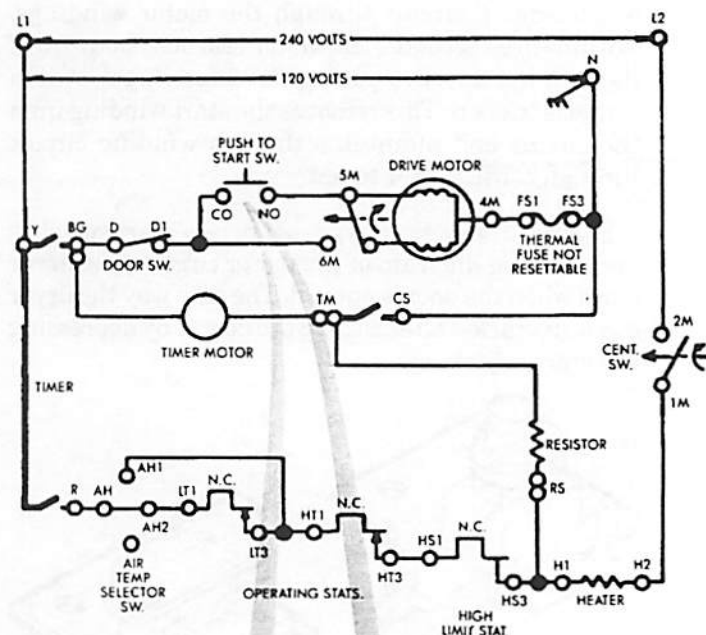 L1
L2
240 VOLTS
120 VOLTS
N
PUSH TO
START SW.
5M
DRIVE MOTOR
CO
NO
4M
FS1
FS3
Y
BG
D
D1
DOOR SW.
6M
THERMAL
FUSE NOT
RESETTABLE
TM
CS
TIMER MOTOR
2M
CENT.
SW.
1M
TIMER
RESISTOR
AH1
RS
R
AH
AH2
LT1
N.C.
LT3
HT1
N.C.
HT3
HS1
N.C.
HS3
H1
H2
HEATER
AIR
TEMP
SELECTOR
SW.
OPERATING STATS.
HIGH
LIMIT STAT